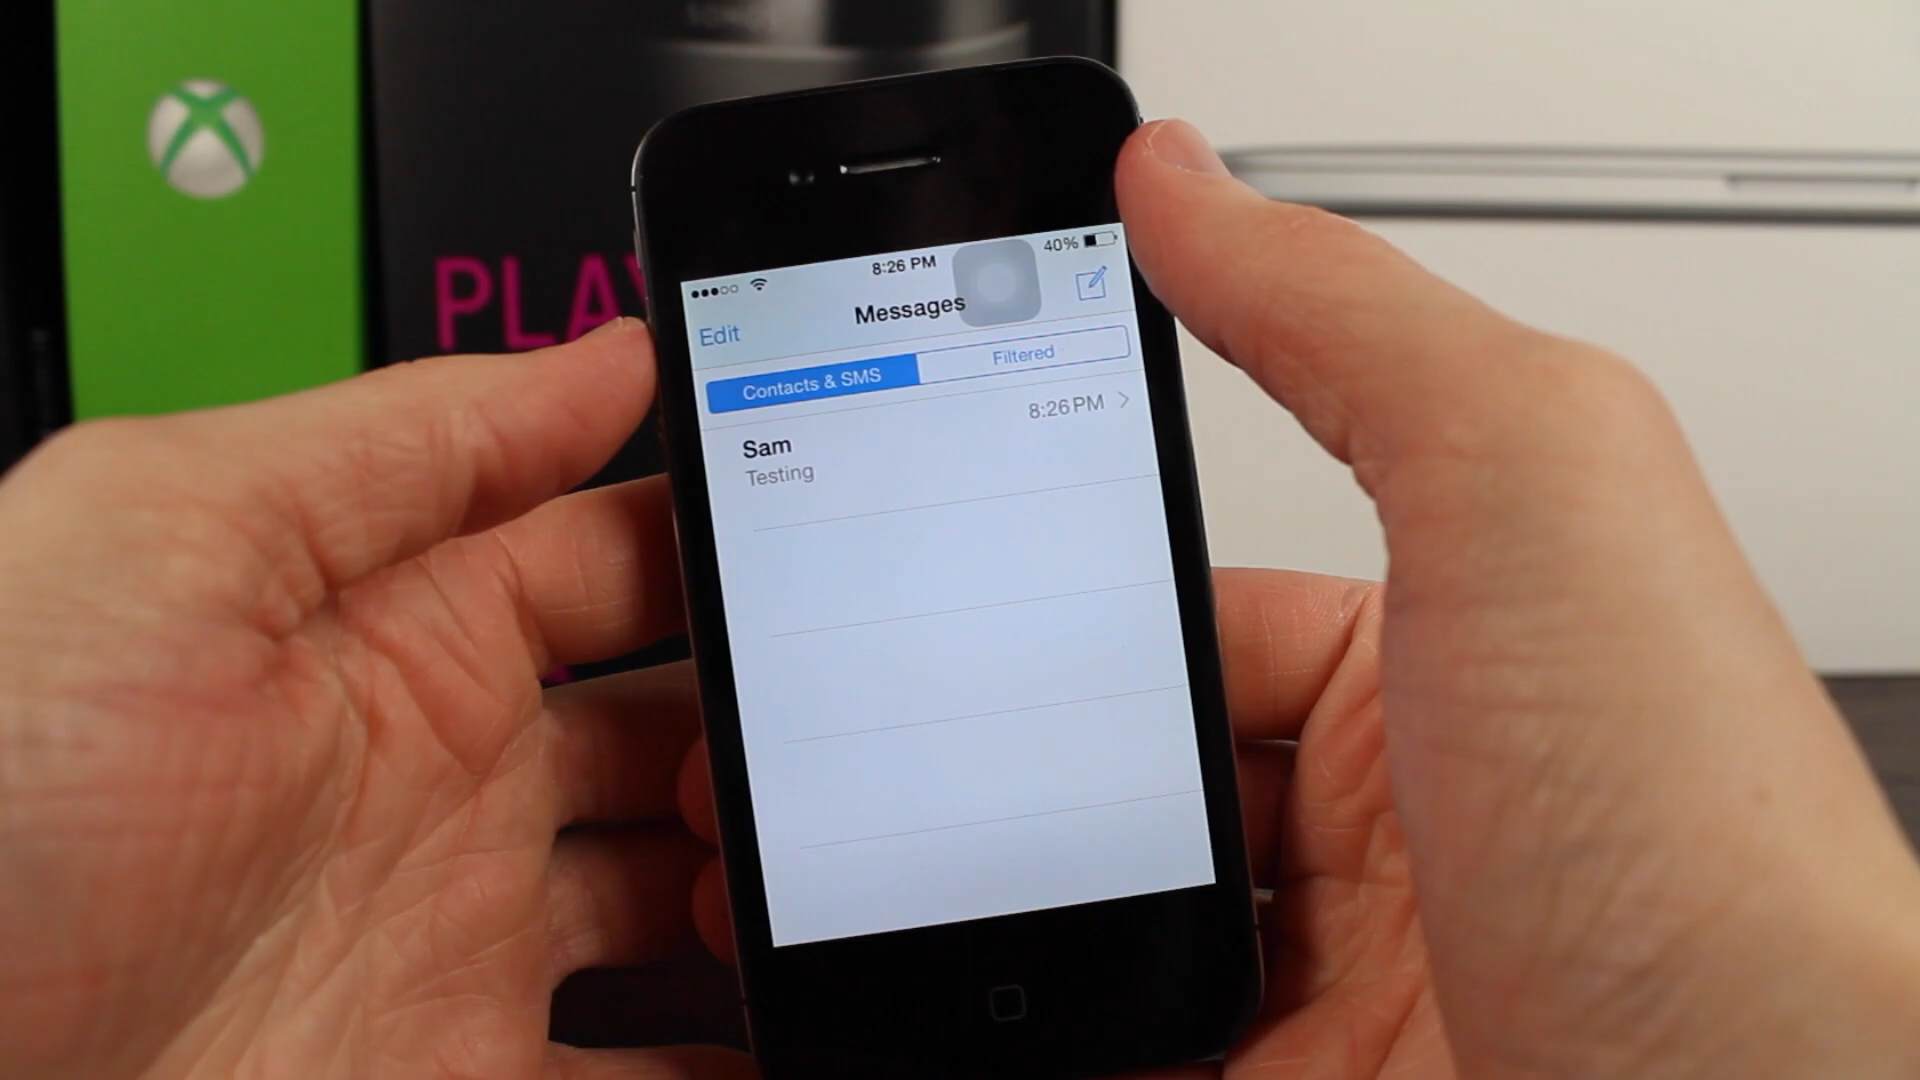 PLAY
8:26 PM
40%
Edit
Messages
Contacts & SMS
Filtered
Sam
8:26 PM
Testing